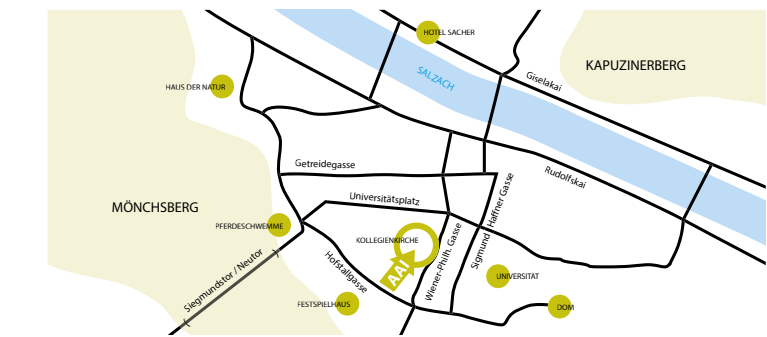 HOTEL SACHER
KAPUZINERBERG
SALZACH
Giselakai
HAUS DER NATUR
Getreidegasse
Rudolfskai
Universitätsplatz
Haffner Gasse
Sigmund
MÖNCHSBERG
PFERDESCHWEMME
KOLLEGIENKIRCHE
Wiener-Philh. Gasse
Hofstallgasse
AAI
Siegmundstor / Neutor
UNIVERSITÄT
FESTSPIELHAUS
DOM